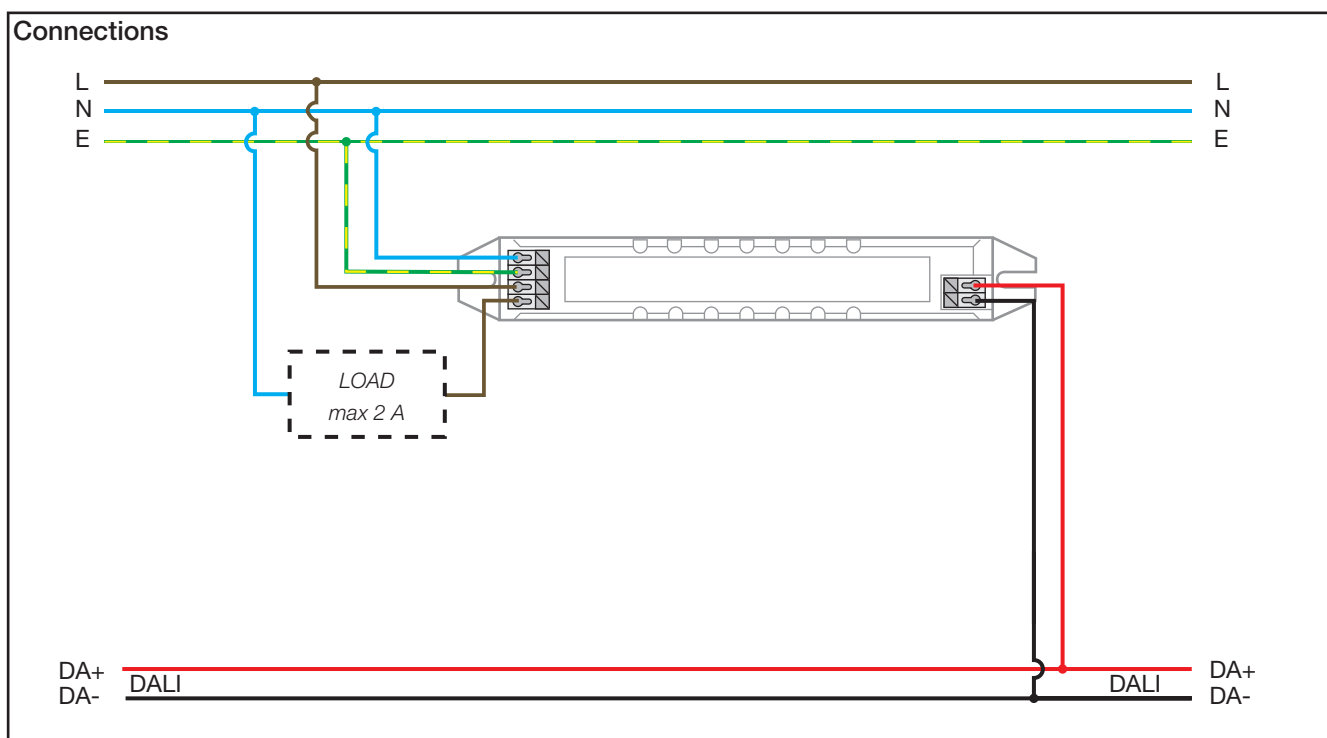 Connections
L L
N N
E E
LOAD
max 2 A
DA+ DA+
DALI DALI
DA- DA-